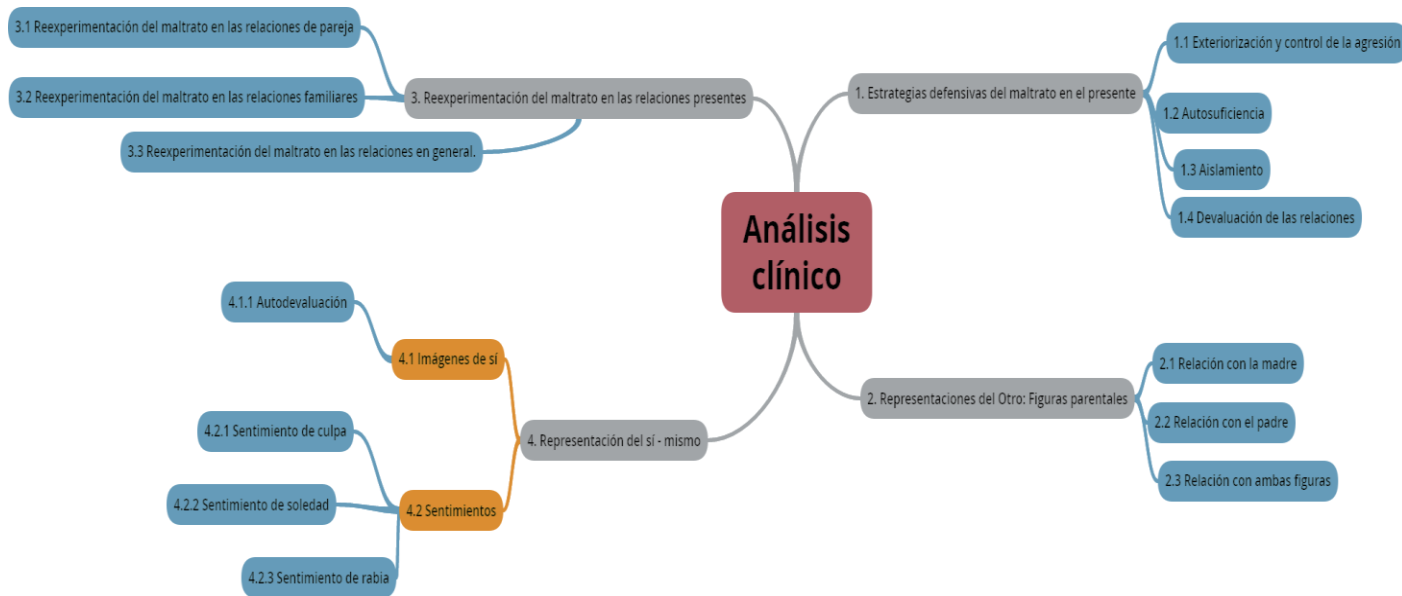 Análisis
clínico
1. Estrategias defensivas del maltrato en el presente
1.1 Exteriorización y control de la agresión
1.2 Autosuficiencia
1.3 Aislamiento
1.4 Devaluación de las relaciones
2. Representaciones del Otro: Figuras parentales
2.1 Relación con la madre
2.2 Relación con el padre
2.3 Relación con ambas figuras
3. Reexperimentación del maltrato en las relaciones presentes
3.1 Reexperimentación del maltrato en las relaciones de pareja
3.2 Reexperimentación del maltrato en las relaciones familiares
3.3 Reexperimentación del maltrato en las relaciones en general.
4. Representación del sí - mismo
4.1 Imágenes de sí
4.1.1 Autodevaluación
4.2 Sentimientos
4.2.1 Sentimiento de culpa
4.2.2 Sentimiento de soledad
4.2.3 Sentimiento de rabia